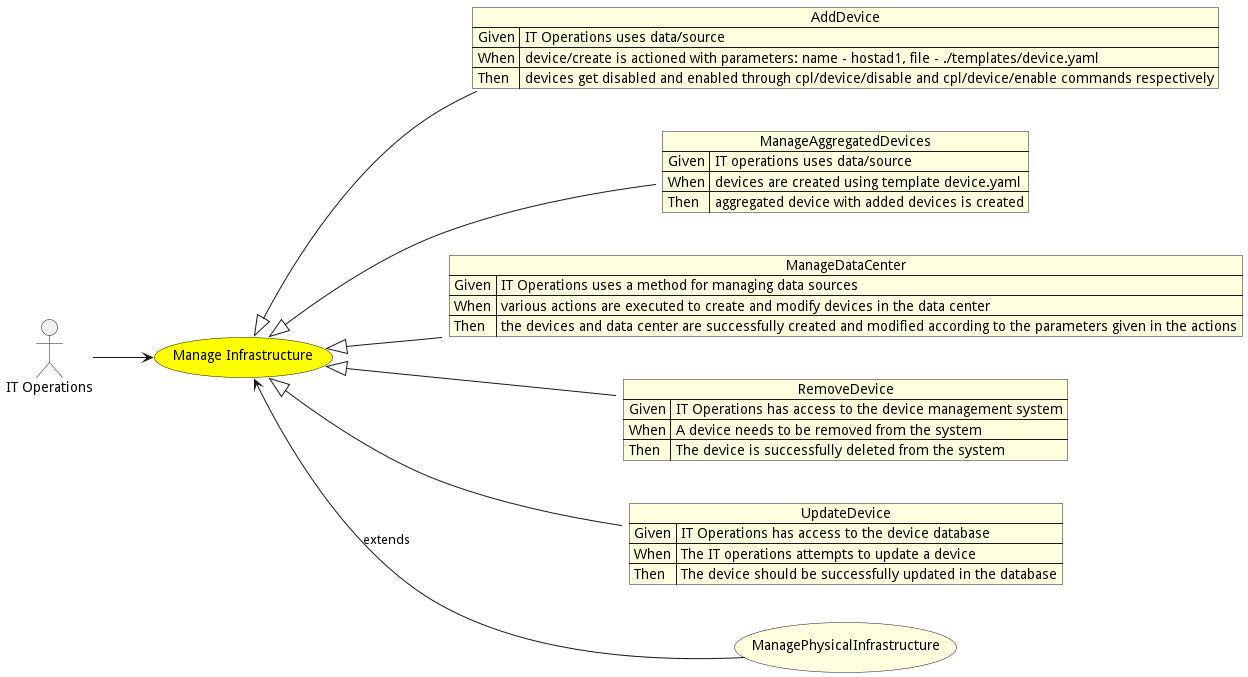 AddDevice
Given IT Operations uses data/source
When device/create is actioned with parameters: name - hostad1, file - ./templates/device.yaml
Then devices get disabled and enabled through cpl/device/disable and cpl/device/enable commands respectively
ManageAggregatedDevices
Given IT operations uses data/source
When devices are created using template device.yaml
Then aggregated device with added devices is created
ManageDataCenter
Given IT Operations uses a method for managing data sources
When various actions are executed to create and modify devices in the data center
Then the devices and data center are successfully created and modified according to the parameters given in the actions
IT Operations
Manage Infrastructure
RemoveDevice
Given IT Operations has access to the device management system
When A device needs to be removed from the system
Then The device is successfully deleted from the system
UpdateDevice
Given IT Operations has access to the device database
When The IT operations attempts to update a device
Then The device should be successfully updated in the database
extends
ManagePhysicalInfrastructure